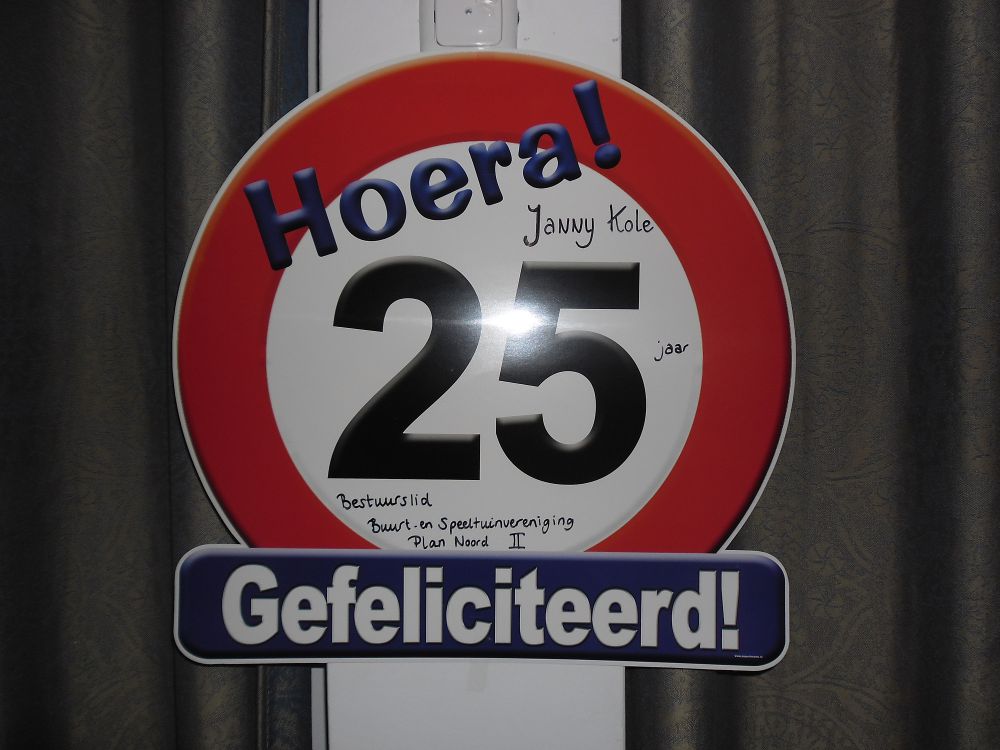 Hoera!
Janny Kole
25
jaar
Bestuurslid
Buurt-en Speeltuinvereniging
Plan Noord II
Gefeliciteerd!